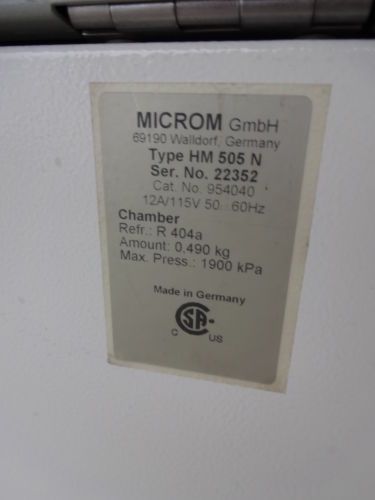 MICROM GmbH
69190 Walldorf, Germany
Type HM 505 N
Ser. No. 22352
Cat. No. 954040
12A/115V 50.. 60Hz
Chamber
Refr.: R 404a
Amount: 0,490 kg
Max. Press.: 1900 kPa
Made in Germany
CSA
C US